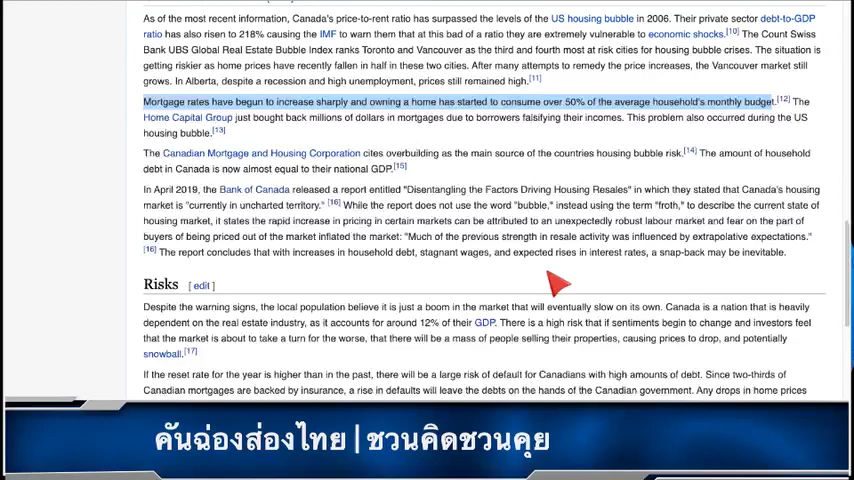 As of the most recent information, Canada's price-to-rent ratio has surpassed the levels of the US housing bubble in 2006. Their private sector debt-to-GDP
ratio has also risen to 218% causing the IMF to warn them that at this bad of a ratio they are extremely vulnerable to economic shocks.[10] The Count Swiss
Bank UBS Global Real Estate Bubble Index ranks Toronto and Vancouver as the third and fourth most at risk cities for housing bubble crises. The situation is
getting riskier as home prices have recently fallen in half in these two cities. After many attempts to remedy the price increases, the Vancouver market still
grows. In Alberta, despite a recession and high unemployment, prices still remained high.[11]
Mortgage rates have begun to increase sharply and owning a home has started to consume over 50% of the average household's monthly budget.[12] The
Home Capital Group just bought back millions of dollars in mortgages due to borrowers falsifying their incomes. This problem also occurred during the US
housing bubble.[13]
The Canadian Mortgage and Housing Corporation cites overbuilding as the main source of the countries housing bubble risk.[14] The amount of household
debt in Canada is now almost equal to their national GDP.[15]
In April 2019, the Bank of Canada released a report entitled "Disentangling the Factors Driving Housing Resales" in which they stated that Canada's housing
market is "currently in uncharted territory." [16] While the report does not use the word "bubble," instead using the term "froth," to describe the current state of
housing market, it states the rapid increase in pricing in certain markets can be attributed to an unexpectedly robust labour market and fear on the part of
buyers of being priced out of the market inflated the market: "Much of the previous strength in resale activity was influenced by extrapolative expectations."
[16] The report concludes that with increases in household debt, stagnant wages, and expected rises in interest rates, a snap-back may be inevitable.
Risks [ edit ]
Despite the warning signs, the local population believe it is just a boom in the market that will eventually slow on its own. Canada is a nation that is heavily
dependent on the real estate industry, as it accounts for around 12% of their GDP. There is a high risk that if sentiments begin to change and investors feel
that the market is about to take a turn for the worse, that there will be a mass of people selling their properties, causing prices to drop, and potentially
snowball.[17]
If the reset rate for the year is higher than in the past, there will be a large risk of default for Canadians with high amounts of debt. Since two-thirds of
Canadian mortgages are backed by insurance, a rise in defaults will leave the debts on the hands of the Canadian government. Any drops in home prices
คันฉ่องส่องไทย | ชวนคิดชวนคุย